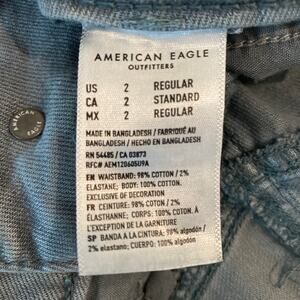 AMERICAN EAGLE
OUTFITTERS
US 2 REGULAR
CA 2 STANDARD
MX 2 REGULAR
MADE IN BANGLADESH / FABRIQUÉ AU
BANGLADESH / HECHO EN BANGLADESH
RN 54485 / CA 03873
RFC# AEM120605U9A
EN WAISTBAND: 98% COTTON / 2%
ELASTANE; BODY: 100% COTTON.
EXCLUSIVE OF DECORATION
FR CEINTURE: 98% COTON / 2%
ÉLASTHANNE; CORPS: 100% COTON. À
L'EXCEPTION DE LA GARNITURE
SP BANDA A LA CINTURA: 98% algodón /
2% elastano; CUERPO: 100% algodón
AMERICAN